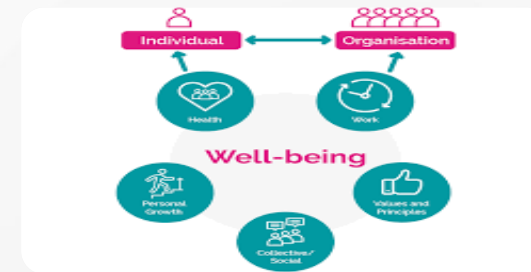 Individual
Organisation
Health
Work
Well-being
Personal
Growth
Values and
Principles
Collective/
Social